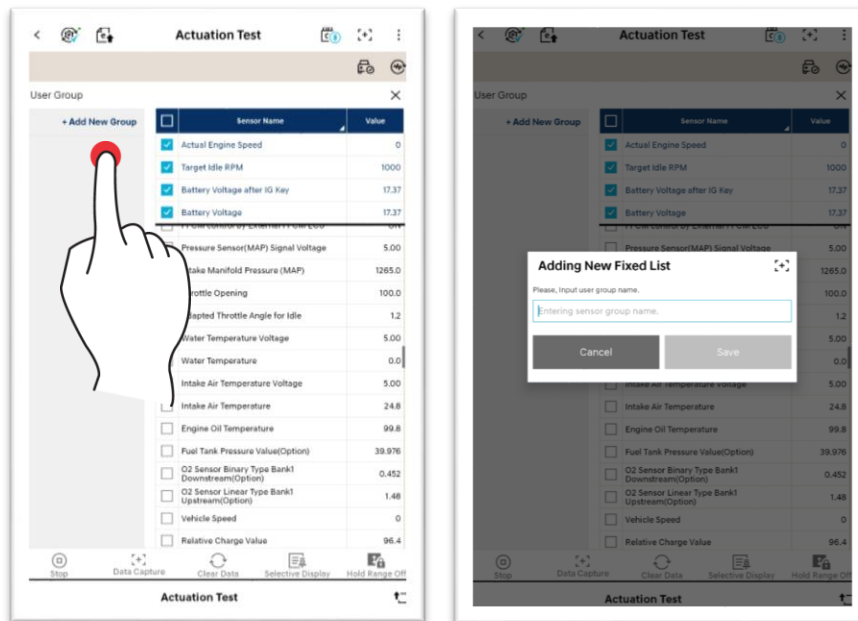 Actuation Test
User Group
+ Add New Group
Sensor Name
Value
Actual Engine Speed
0
Target Idle RPM
1000
Battery Voltage after IG Key
17.37
Battery Voltage
17.37
Pressure Sensor(MAP) Signal Voltage
5.00
ntake Manifold Pressure (MAP)
1265.0
rottle Opening
100.0
dapted Throttle Angle for Idle
1.2
Water Temperature Voltage
5.00
Water Temperature
0.0
Intake Air Temperature Voltage
5.00
Intake Air Temperature
24.8
Engine Oil Temperature
99.8
Fuel Tank Pressure Value(Option)
39.976
O2 Sensor Binary Type Bank1
Downstream(Option)
0.452
O2 Sensor Linear Type Bank1
Upstream(Option)
1.48
Vehicle Speed
0
Relative Charge Value
96.4
Stop
Data Capture
Clear Data
Selective Display
Hold Range Off
Actuation Test
Actuation Test
User Group
+ Add New Group
Sensor Name
Value
Actual Engine Speed
0
Target Idle RPM
1000
Battery Voltage after IG Key
17.37
Battery Voltage
17.37
Pressure Sensor(MAP) Signal Voltage
5.00
1265.0
Adding New Fixed List
Please, Input user group name.
100.0
Entering sensor group name.
1.2
5.00
Cancel
Save
0.0
Intake Air Temperature Voltage
5.00
Intake Air Temperature
24.8
Engine Oil Temperature
99.8
Fuel Tank Pressure Value(Option)
39.976
O2 Sensor Binary Type Bank1
Downstream(Option)
0.452
O2 Sensor Linear Type Bank1
Upstream(Option)
1.48
Vehicle Speed
0
Relative Charge Value
96.4
Stop
Data Capture
Clear Data
Selective Display
Hold Range Off
Actuation Test